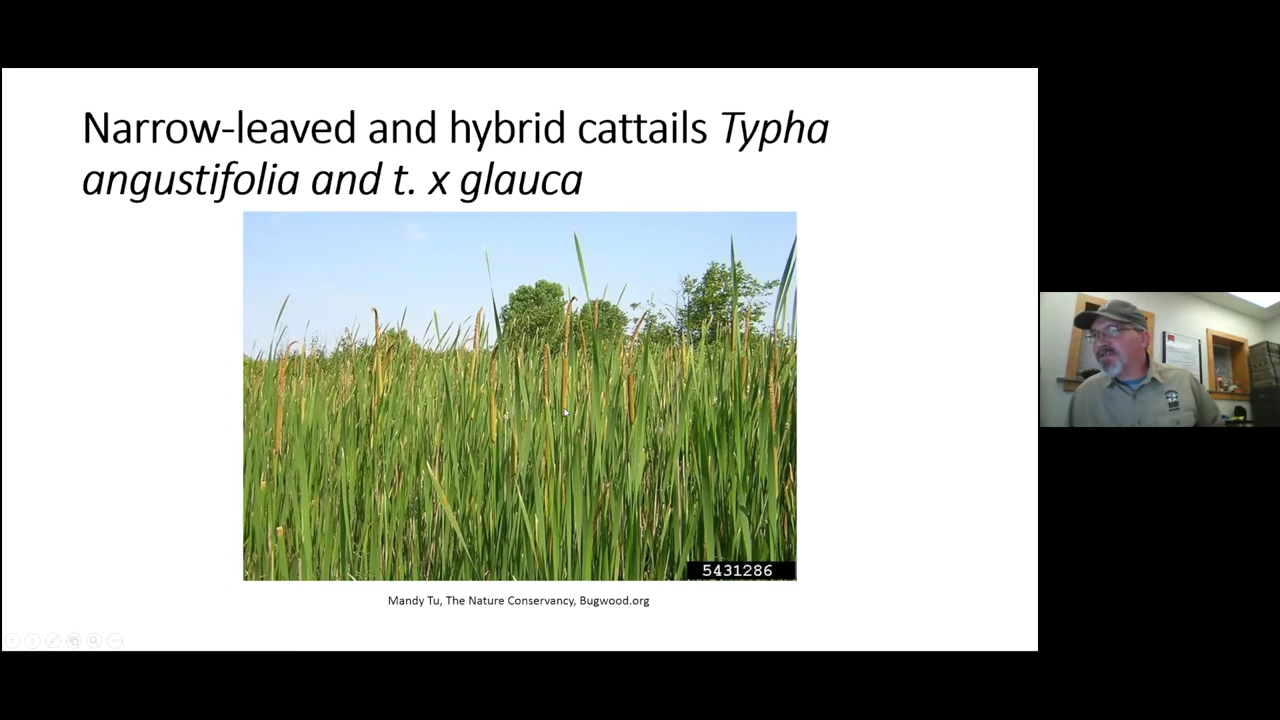 Narrow-leaved and hybrid cattails Typha
angustifolia and t. x glauca
5431286
Mandy Tu, The Nature Conservancy, Bugwood.org